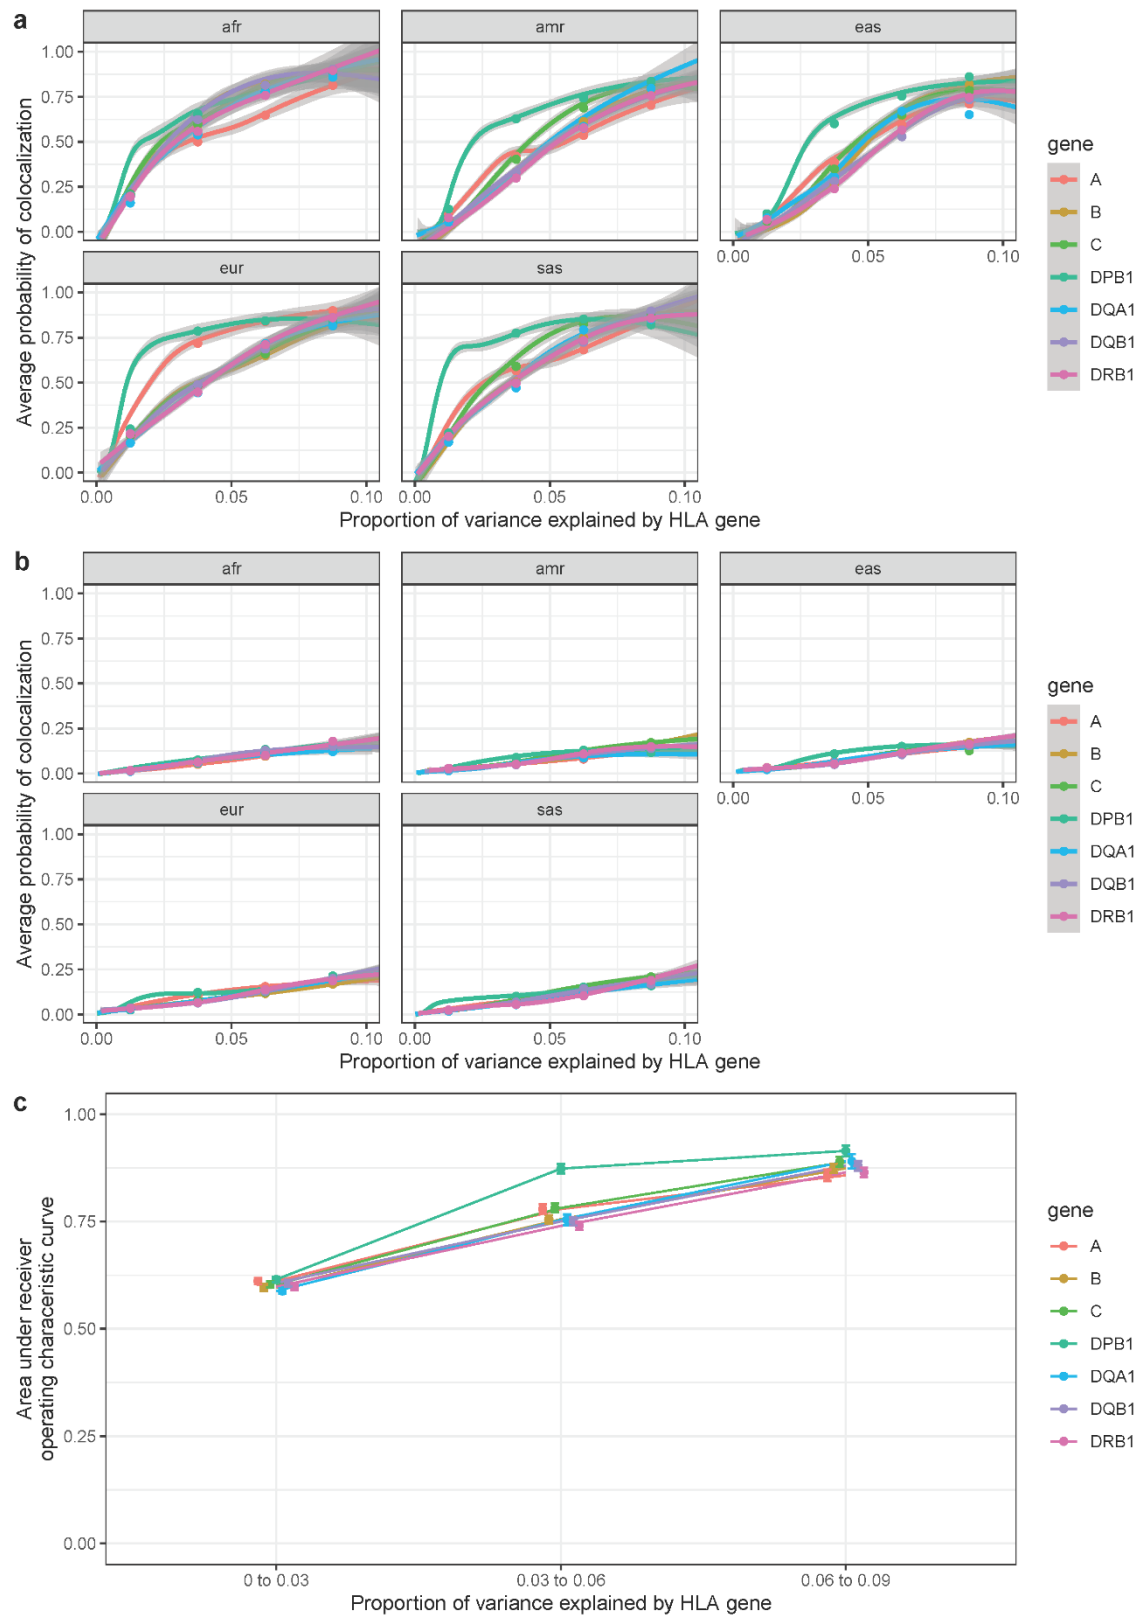 a
afr
amr
eas
1.00
0.75
0.50
0.25
0.00
0.00
0.05
0.10
eur
sas
1.00
0.75
0.50
0.25
0.00
0.00
0.05
0.10
0.00
0.05
0.10
Average probability of colocalization
Proportion of variance explained by HLA gene
gene
A
B
C
DPB1
DQA1
DQB1
DRB1
b
afr
amr
eas
1.00
0.75
0.50
0.25
0.00
0.00
0.05
0.10
eur
sas
1.00
0.75
0.50
0.25
0.00
0.00
0.05
0.10
0.00
0.05
0.10
Average probability of colocalization
Proportion of variance explained by HLA gene
gene
A
B
C
DPB1
DQA1
DQB1
DRB1
c
1.00
0.75
0.50
0.25
0.00
Area under receiver
operating characeristic curve
0 to 0.03
0.03 to 0.06
0.06 to 0.09
Proportion of variance explained by HLA gene
gene
A
B
C
DPB1
DQA1
DQB1
DRB1